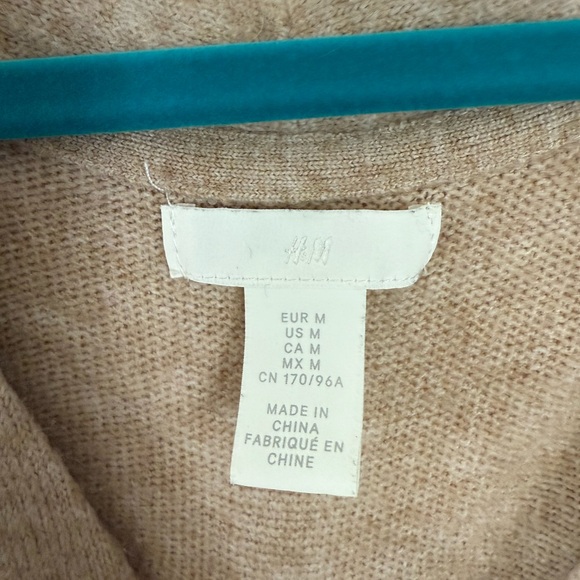 H&M
EUR M
US M
CA M
MX M
CN 170/96A
MADE IN
CHINA
FABRIQUÉ EN
CHINE